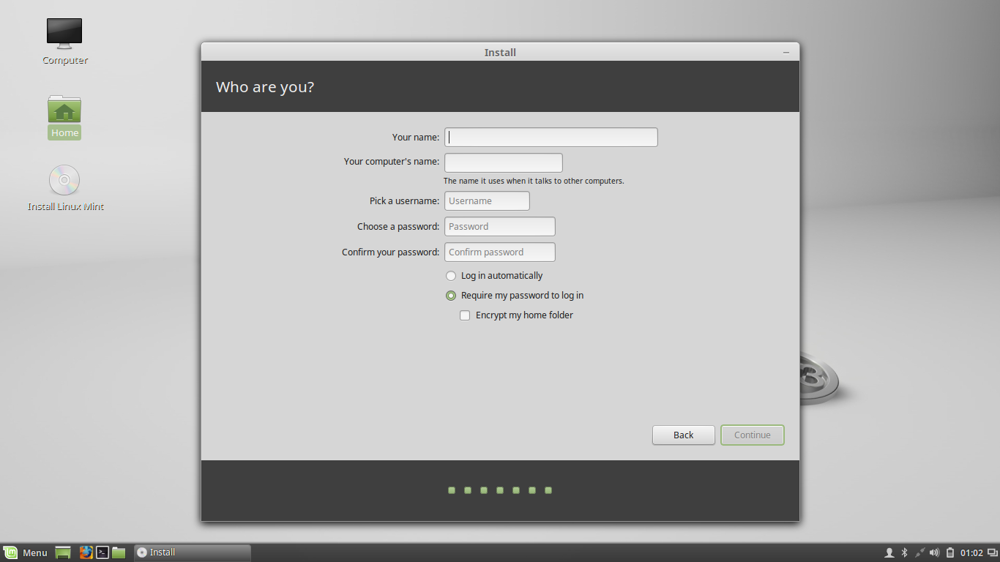 Computer
Home
Install Linux Mint
Install
Who are you?
Your name:
Your computer's name:
The name it uses when it talks to other computers.
Pick a username: Username
Choose a password: Password
Confirm your password: Confirm password
Log in automatically
Require my password to log in
Encrypt my home folder
Back Continue
Menu Install 01:02